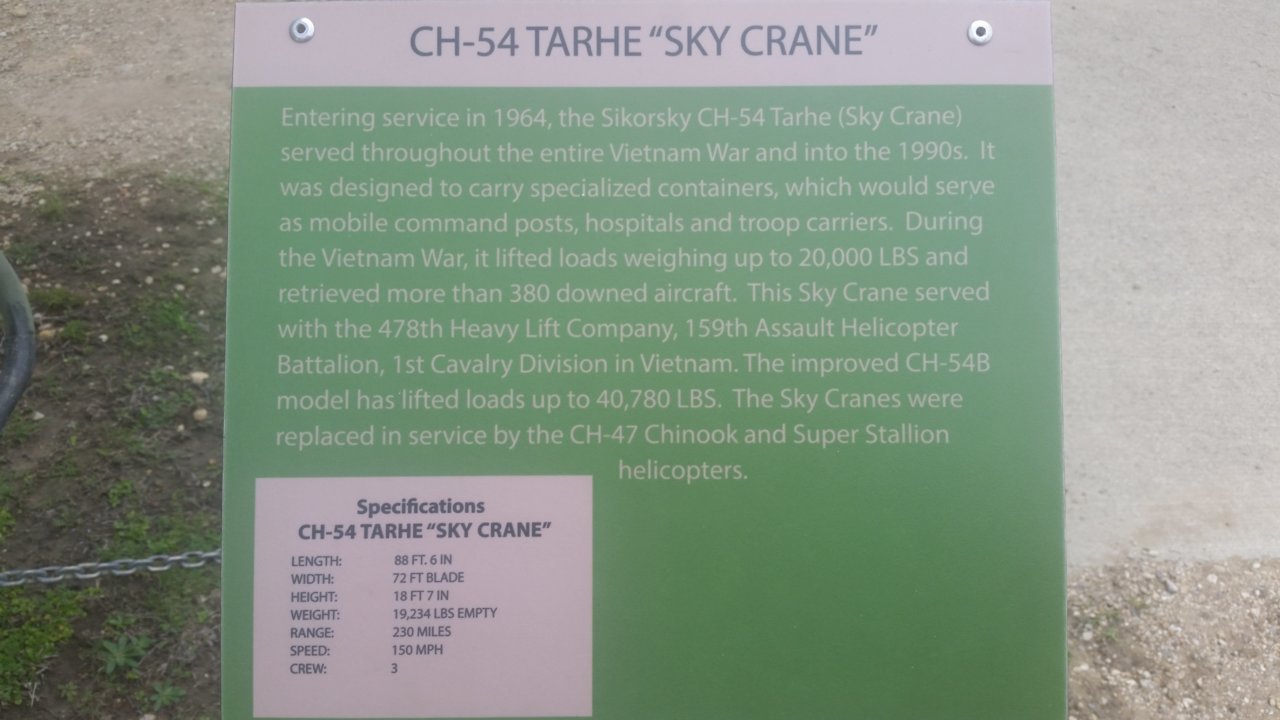 CH-54 TARHE “SKY CRANE”
Entering service in 1964, the Sikorsky CH-54 Tarhe (Sky Crane)
served throughout the entire Vietnam War and into the 1990s. It
was designed to carry specialized containers, which would serve
as mobile command posts, hospitals and troop carriers. During
the Vietnam War, it lifted loads weighing up to 20,000 LBS and
retrieved more than 380 downed aircraft. This Sky Crane served
with the 478th Heavy Lift Company, 159th Assault Helicopter
Battalion, 1st Cavalry Division in Vietnam. The improved CH-54B
model has lifted loads up to 40,780 LBS. The Sky Cranes were
replaced in service by the CH-47 Chinook and Super Stallion
helicopters.
Specifications
CH-54 TARHE “SKY CRANE”
LENGTH: 88 FT. 6 IN
WIDTH: 72 FT BLADE
HEIGHT: 18 FT 7 IN
WEIGHT: 19,234 LBS EMPTY
RANGE: 230 MILES
SPEED: 150 MPH
CREW: 3